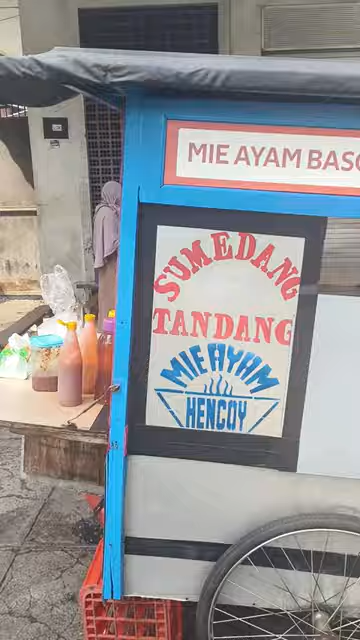 MIE AYAM BASO
SUMEDANG
TANDANG
MIE AYAM
HENCOY